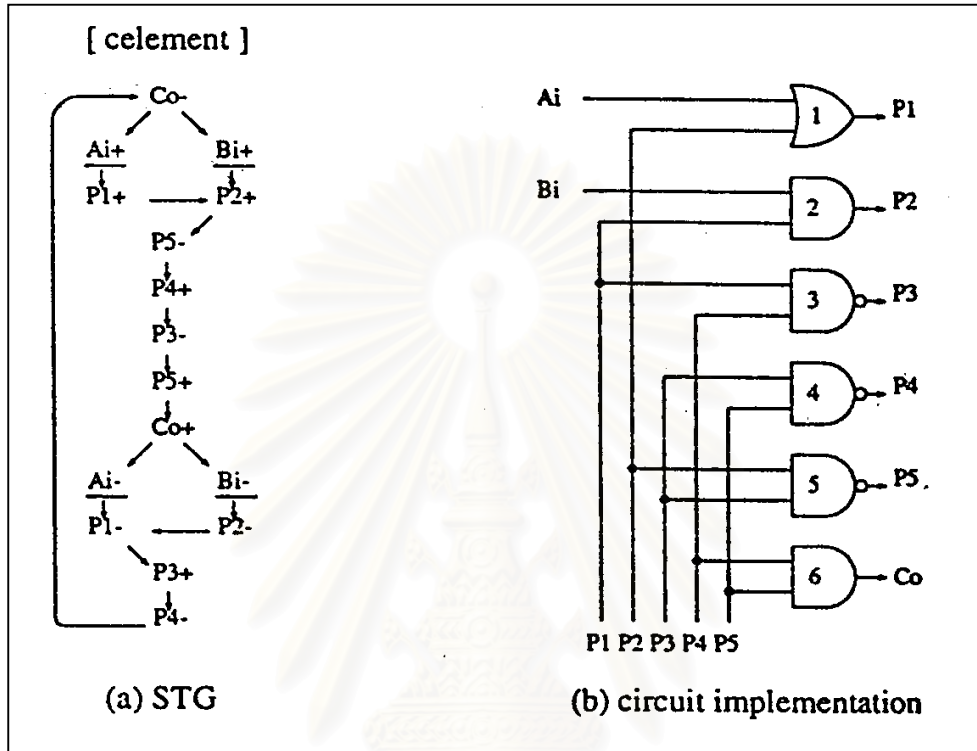 [ celement ]
Co-
Ai+ Bi+
P1+ P2+
P5-
P4+
P3-
P5+
Co+
Ai- Bi-
P1- P2-
P3+
P4-
(a) STG
Ai 1 P1
Bi 2 P2
3 P3
4 P4
5 P5
6 Co
P1 P2 P3 P4 P5
(b) circuit implementation